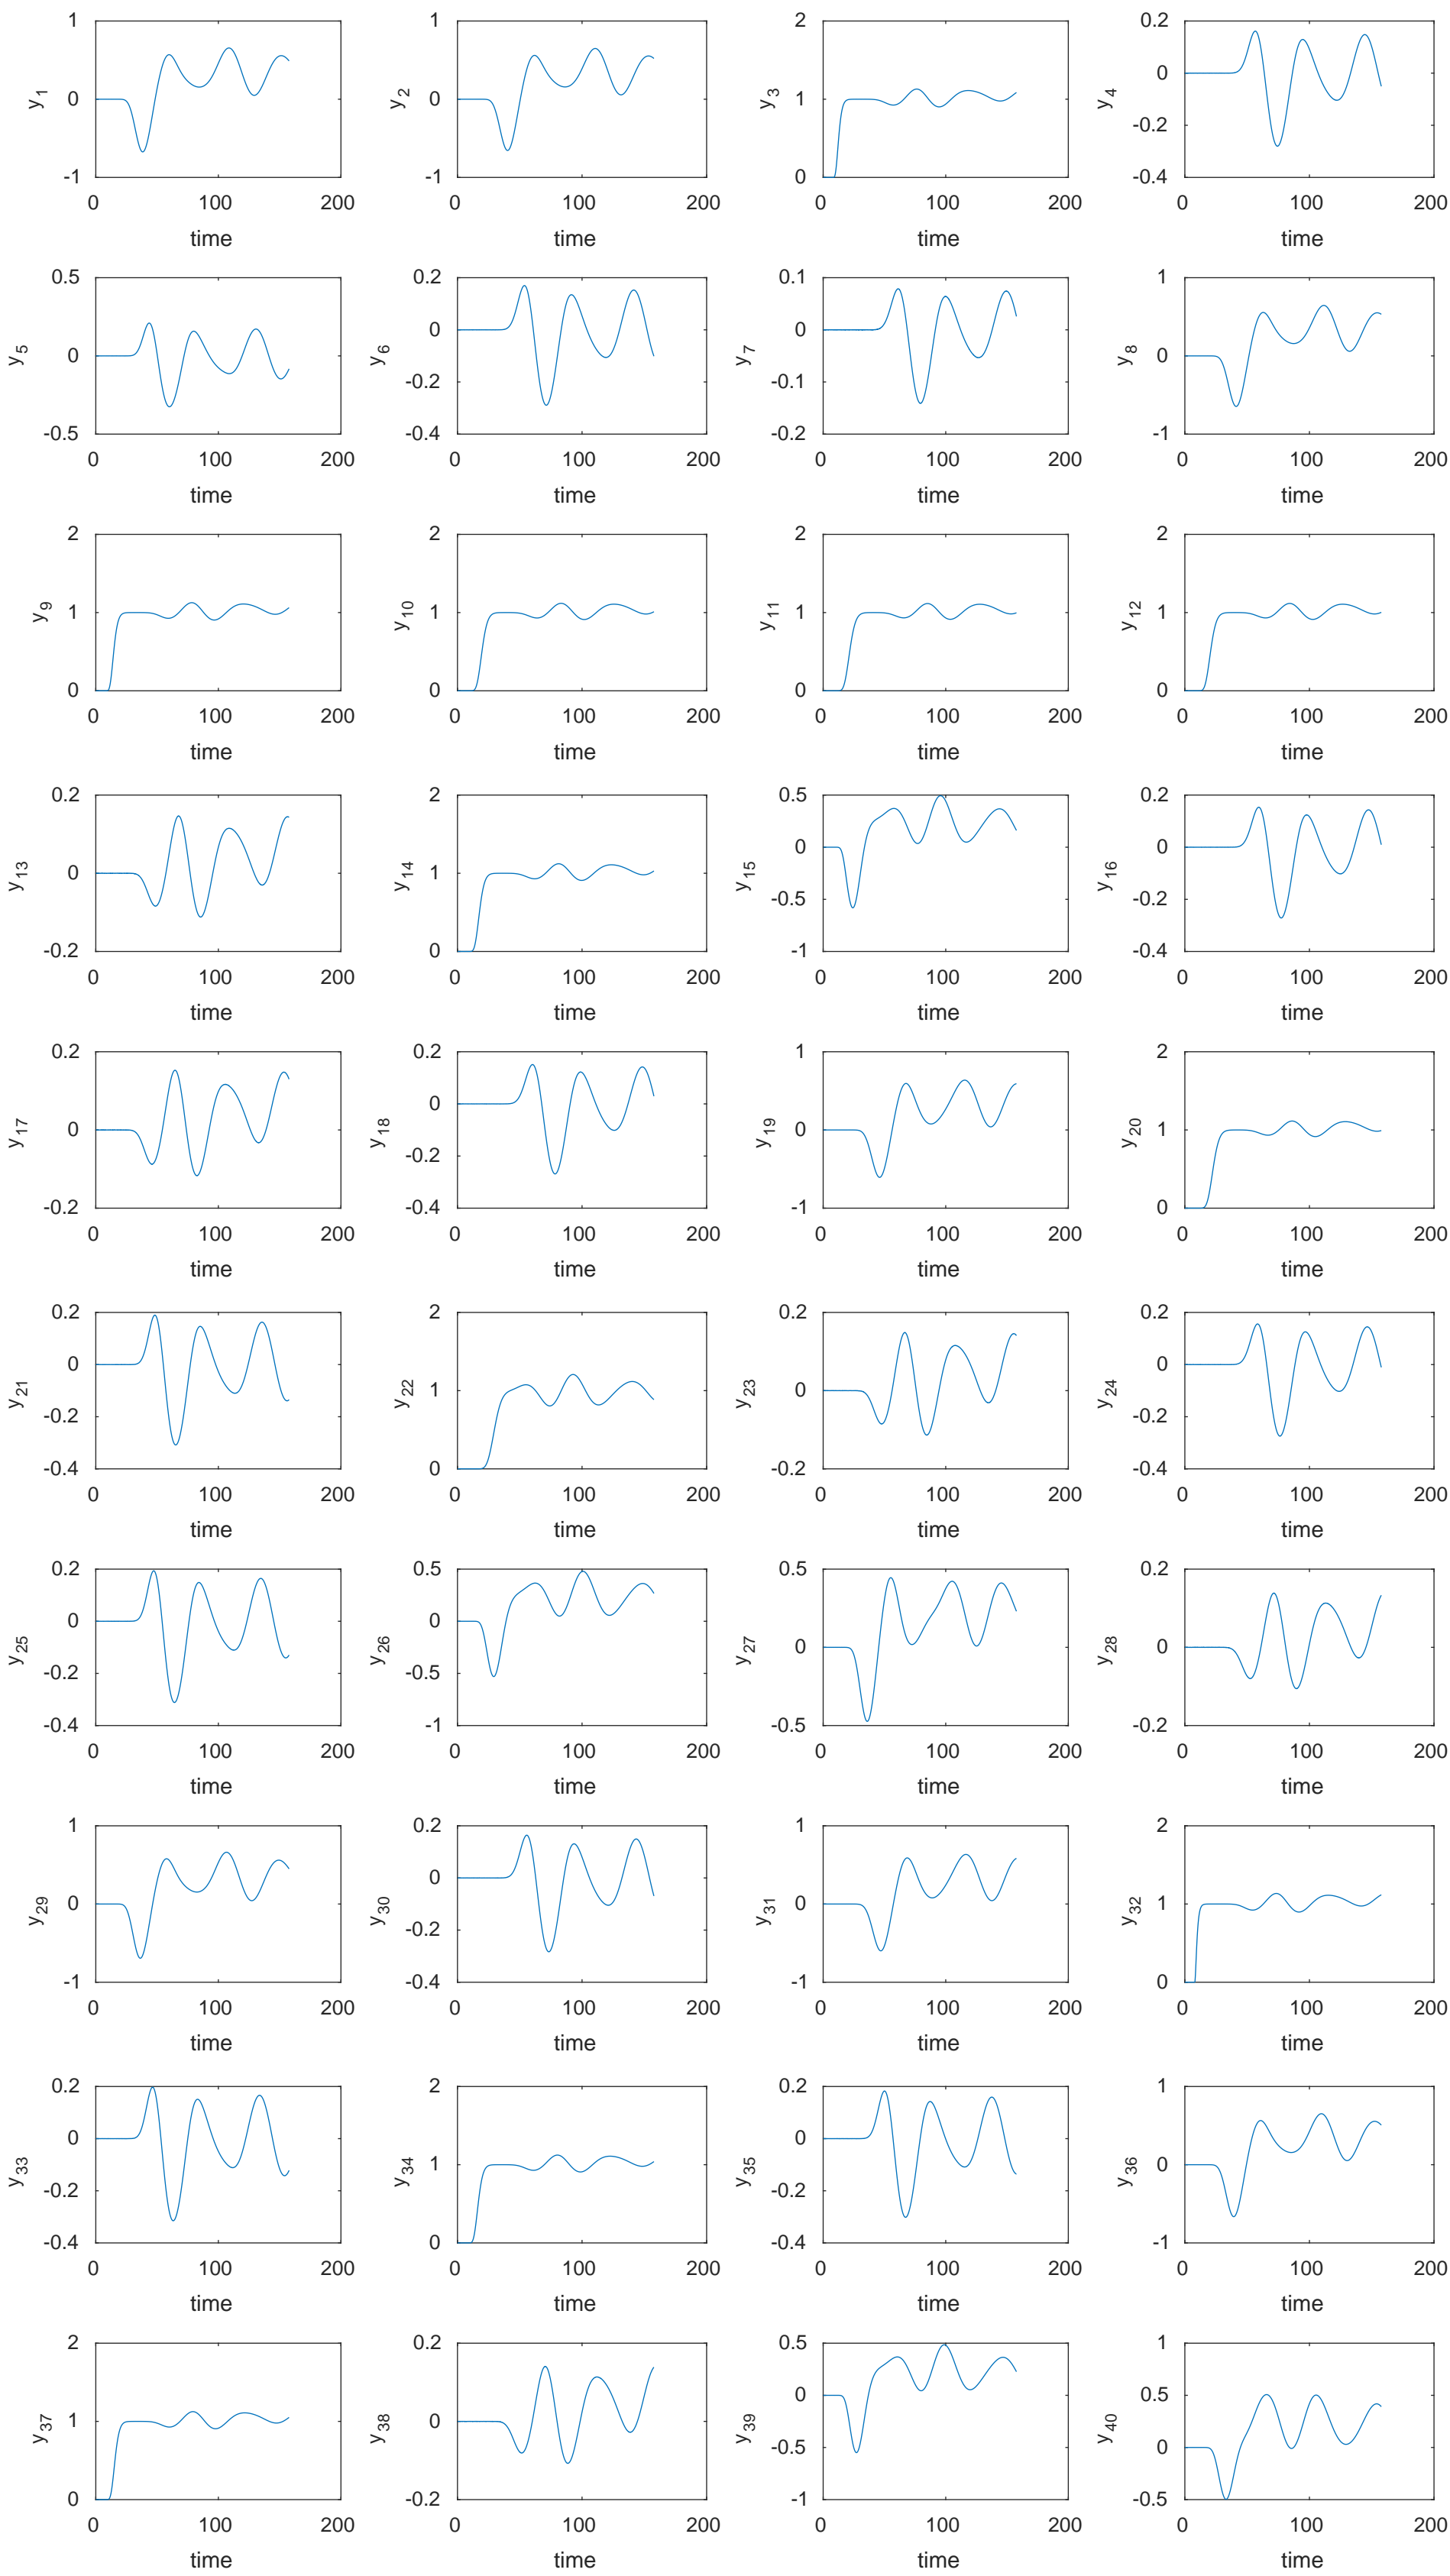 1 1 2 0.2
y1 0 y2 0 y3 1 y4 0
-0.2
-1 -1 0 -0.4
0 100 200 0 100 200 0 100 200 0 100 200
time time time time
0.5 0.2 0.1 1
y5 0 y6 0 y7 0 y8 0
-0.2 -0.1
-0.5 -0.4 -0.2 -1
0 100 200 0 100 200 0 100 200 0 100 200
time time time time
2 2 2 2
y9 1 y10 1 y11 1 y12 1
0 0 0 0
0 100 200 0 100 200 0 100 200 0 100 200
time time time time
0.2 2 0.5 0.2
y13 0 y14 1 y15 0 y16 0
-0.5 -0.2
-0.2 0 -1 -0.4
0 100 200 0 100 200 0 100 200 0 100 200
time time time time
0.2 0.2 1 2
y17 0 y18 0 y19 0 y20 1
-0.2
-0.2 -0.4 -1 0
0 100 200 0 100 200 0 100 200 0 100 200
time time time time
0.2 2 0.2 0.2
y21 0 y22 1 y23 0 y24 0
-0.2 -0.2
-0.4 0 -0.2 -0.4
0 100 200 0 100 200 0 100 200 0 100 200
time time time time
0.2 0.5 0.5 0.2
y25 0 y26 0 y27 0 y28 0
-0.2 -0.5
-0.4 -1 -0.5 -0.2
0 100 200 0 100 200 0 100 200 0 100 200
time time time time
1 0.2 1 2
y29 0 y30 0 y31 0 y32 1
-0.2
-1 -0.4 -1 0
0 100 200 0 100 200 0 100 200 0 100 200
time time time time
0.2 2 0.2 1
y33 0 y34 1 y35 0 y36 0
-0.2 -0.2
-0.4 0 -0.4 -1
0 100 200 0 100 200 0 100 200 0 100 200
time time time time
2 0.2 0.5 1
0.5
y37 1 y38 0 y39 0 y40 0
-0.5
0 -0.2 -1 -0.5
0 100 200 0 100 200 0 100 200 0 100 200
time time time time